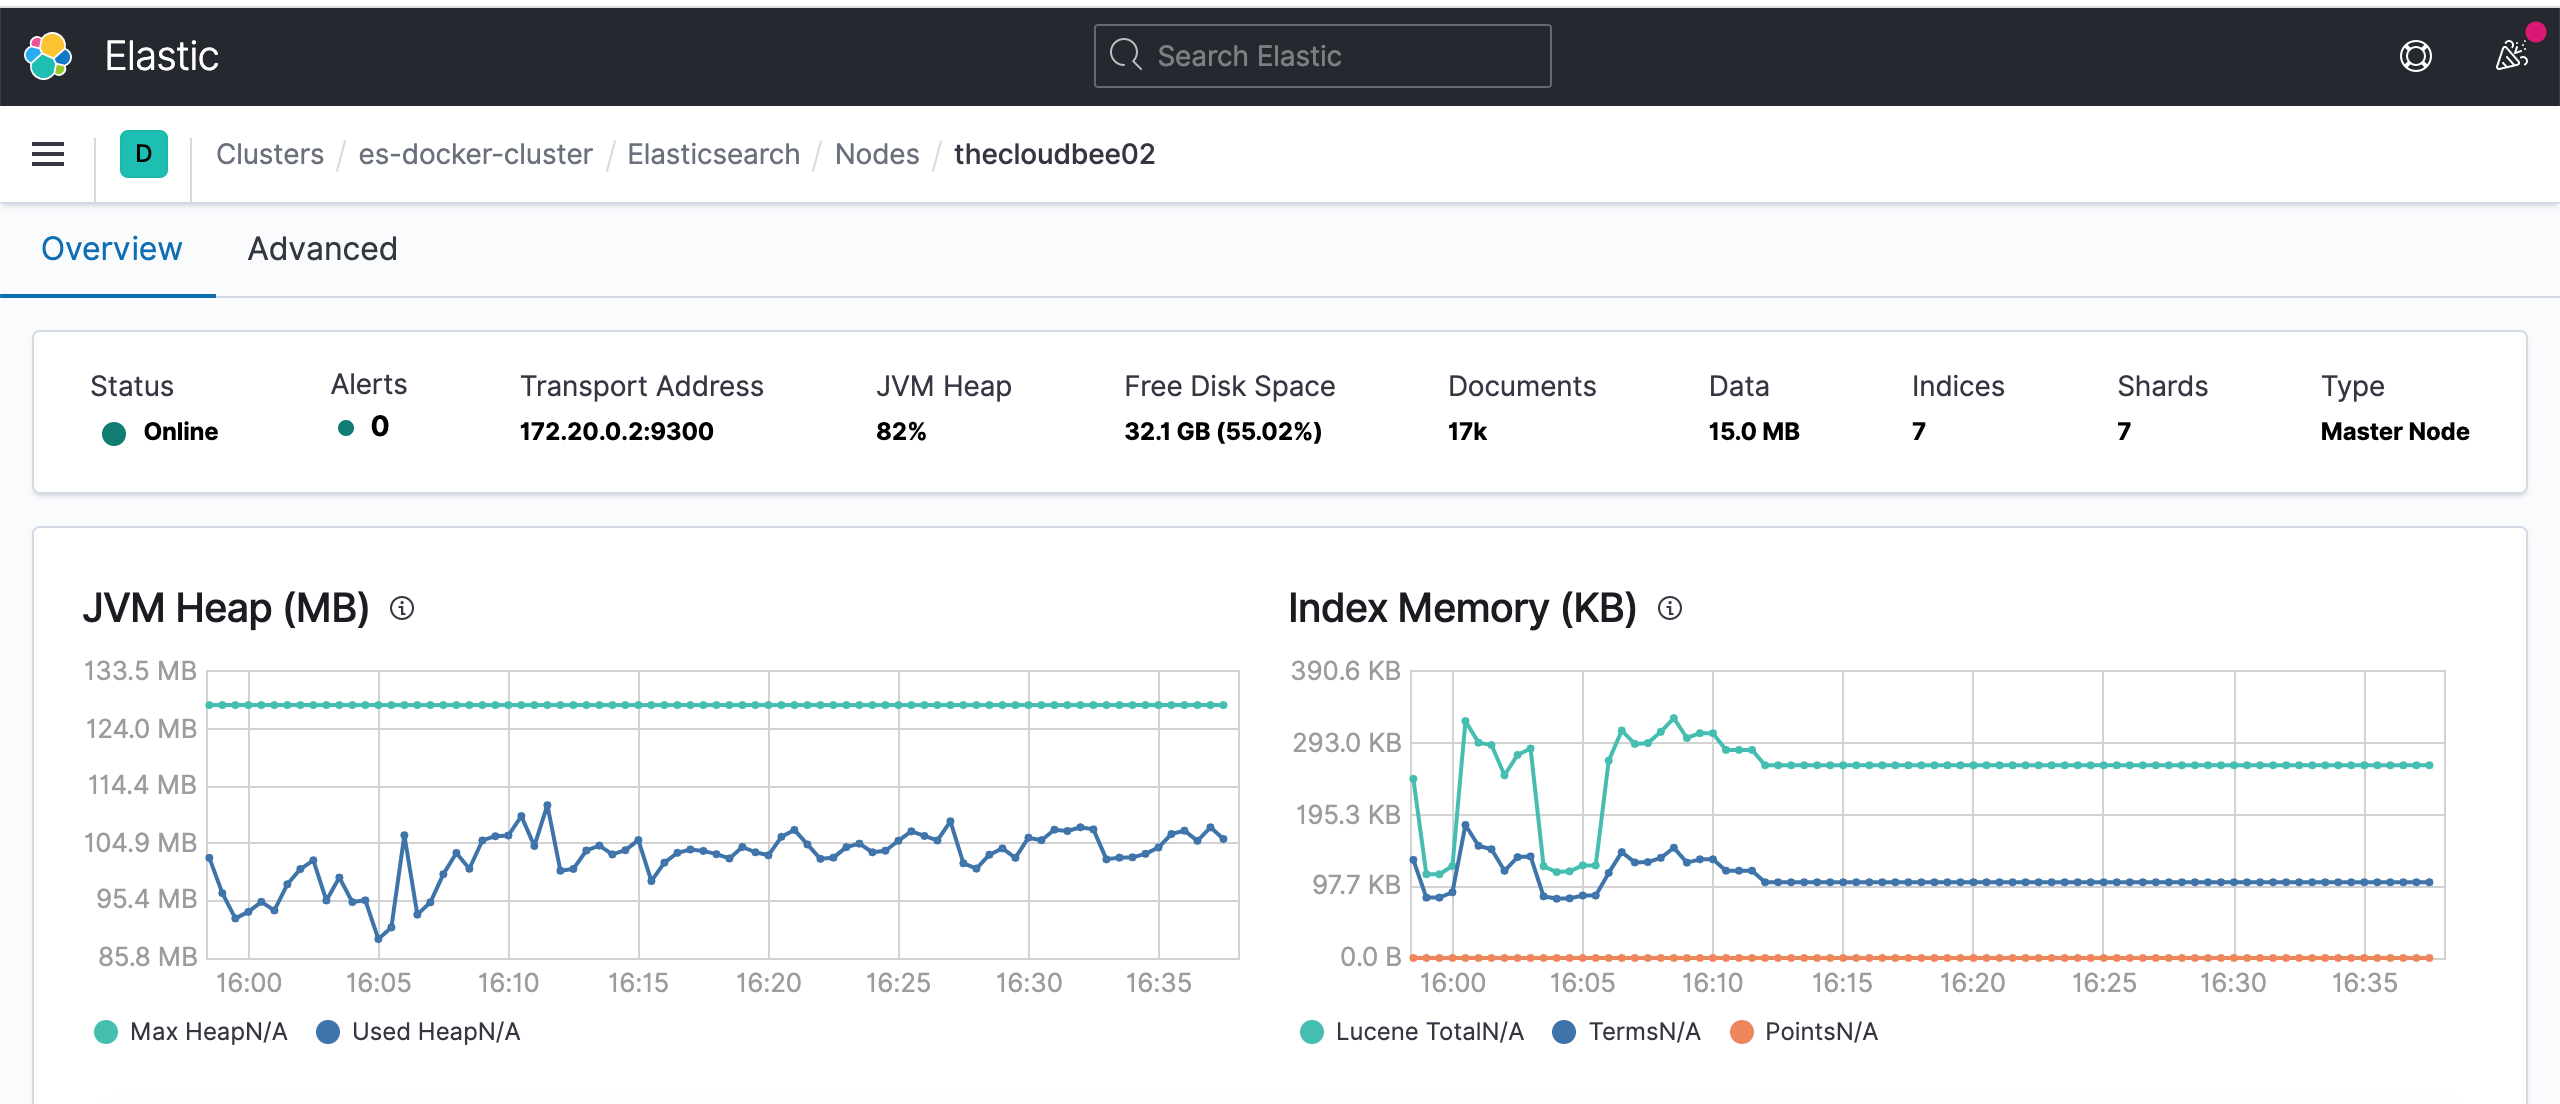 Elastic
Search Elastic
D
Clusters / es-docker-cluster / Elasticsearch / Nodes / thecloudbee02
Overview
Advanced
Status
Online
Alerts
0
Transport Address
172.20.0.2:9300
JVM Heap
82%
Free Disk Space
32.1 GB (55.02%)
Documents
17k
Data
15.0 MB
Indices
7
Shards
7
Type
Master Node
JVM Heap (MB)
133.5 MB
124.0 MB
114.4 MB
104.9 MB
95.4 MB
85.8 MB
16:00 16:05 16:10 16:15 16:20 16:25 16:30 16:35
Max HeapN/A Used HeapN/A
Index Memory (KB)
390.6 KB
293.0 KB
195.3 KB
97.7 KB
0.0 B
16:00 16:05 16:10 16:15 16:20 16:25 16:30 16:35
Lucene TotalN/A TermsN/A PointsN/A